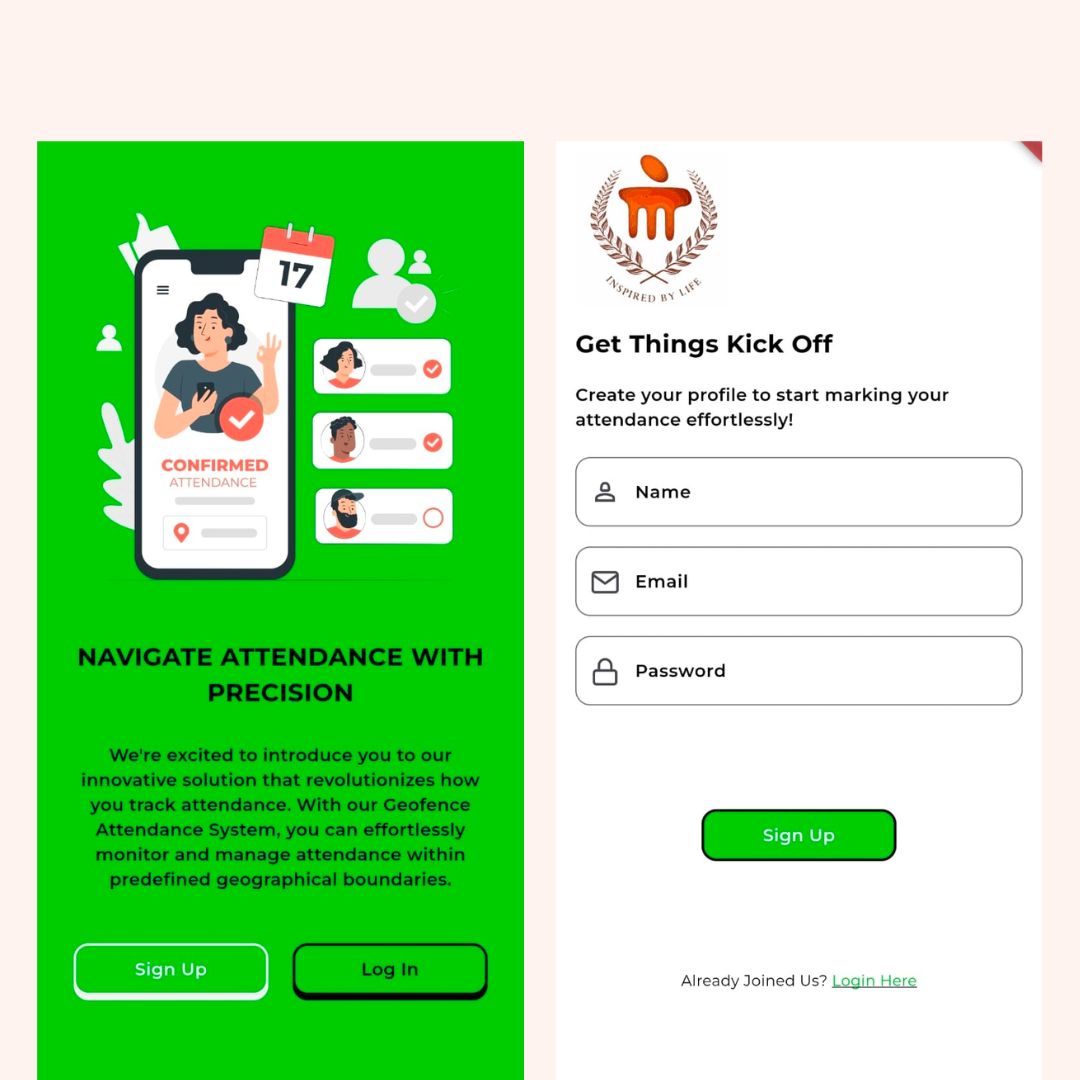 17
CONFIRMED
ATTENDANCE
NAVIGATE ATTENDANCE WITH
PRECISION
We're excited to introduce you to our
innovative solution that revolutionizes how
you track attendance. With our Geofence
Attendance System, you can effortlessly
monitor and manage attendance within
predefined geographical boundaries.
Sign Up
Log In
INSPIRED BY LIFE
Get Things Kick Off
Create your profile to start marking your
attendance effortlessly!
Name
Email
Password
Sign Up
Already Joined Us? Login Here